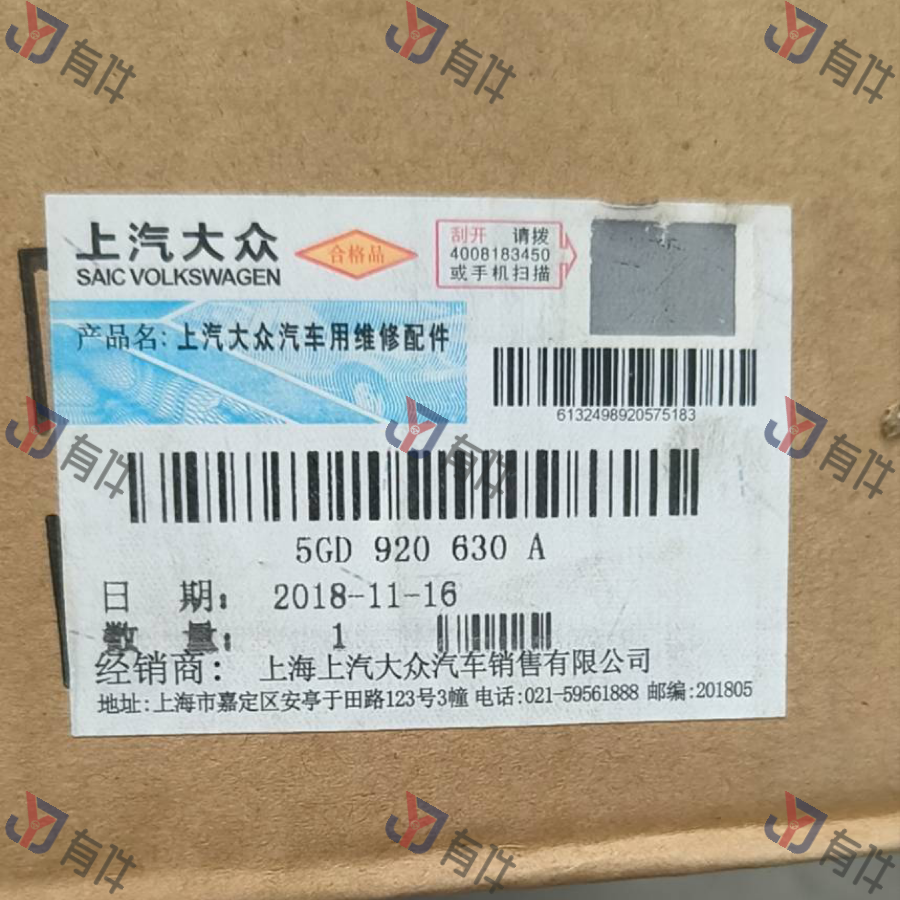 有件 有件 有件
上汽大众
SAIC VOLKSWAGEN
合格品
刮开 请拨
4008183450
或手机扫描
产品名: 上汽大众汽车用维修配件
6132498920575183
有件 有件 有件
5GD 920 630 A
日 期: 2018-11-16
数 量: 1
经销商: 上海上汽大众汽车销售有限公司
地址:上海市嘉定区安亭于田路123号3幢 电话:021-59561888 邮编:201805
有件 有件 有件